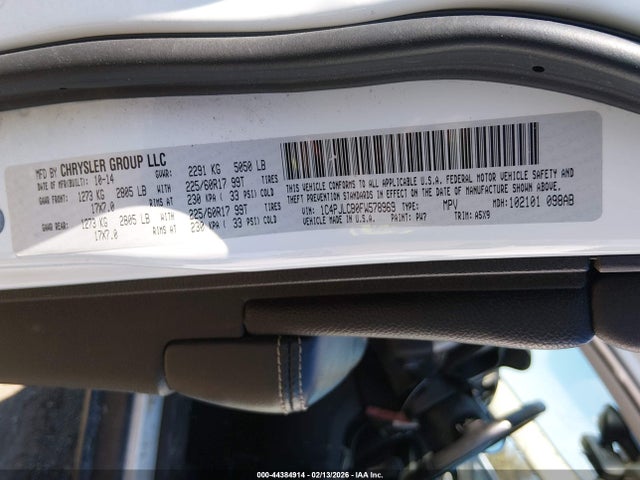 MFD BY CHRYSLER GROUP LLC
DATE OF MFR(BUILT): 10-14 GVWR: 2291 KG 5050 LB
GAWR FRONT: 1273 KG 2805 LB WITH 225/60R17 99T TIRES
17X7.0 RIMS AT 230 KPA ( 33 PSI) COLD
GAWR REAR: 1273 KG 2805 LB WITH 225/60R17 99T TIRES
17X7.0 RIMS AT 230 KPA ( 33 PSI) COLD
THIS VEHICLE CONFORMS TO ALL APPLICABLE U.S.A. FEDERAL MOTOR VEHICLE
SAFETY, BUMPER AND THEFT PREVENTION STANDARDS IN EFFECT
ON THE DATE OF MANUFACTURE SHOWN ABOVE.
VIN: 1C4PJLCB0FW578969 TYPE: MPV MDH: 102101 098AB
VEHICLE MADE IN U.S.A. PAINT: PW7 TRIM: A5X9
000-44384914 - 02/13/2026 - IAAI.COM